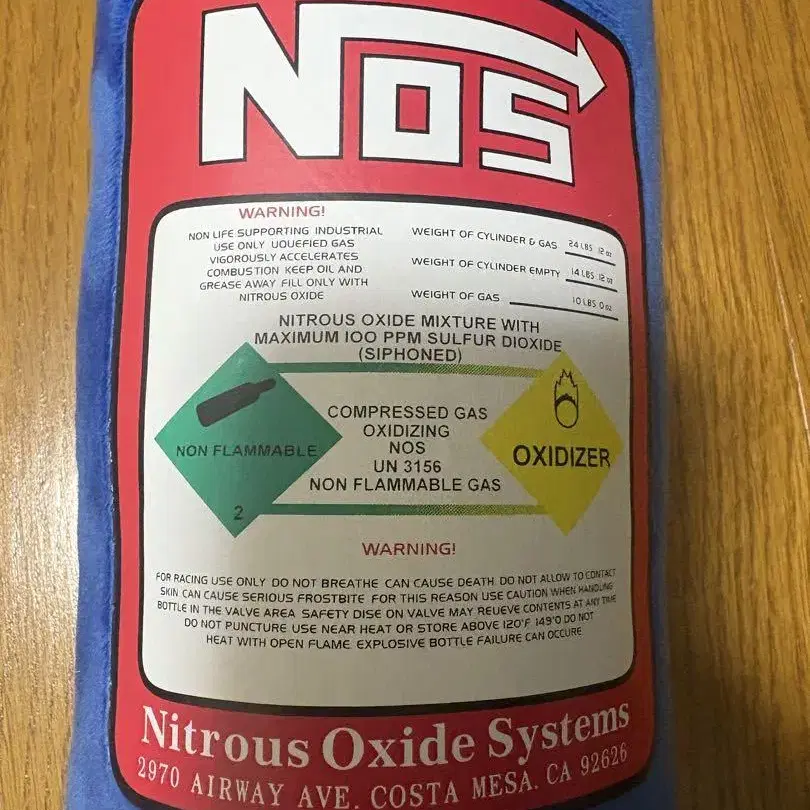 NOS
WARNING!
NON LIFE SUPPORTING INDUSTRIAL
USE ONLY UQUEFIED GAS
VIGOROUSLY ACCELERATES
COMBUSTION KEEP OIL AND
GREASE AWAY FILL ONLY WITH
NITROUS OXIDE
WEIGHT OF CYLINDER & GAS 24 LBS 12 oz
WEIGHT OF CYLINDER EMPTY 14 LBS 12 oz
WEIGHT OF GAS 10 LBS 0 oz
NITROUS OXIDE MIXTURE WITH
MAXIMUM 100 PPM SULFUR DIOXIDE
(SIPHONED)
NON FLAMMABLE
2
COMPRESSED GAS
OXIDIZING
NOS
UN 3156
NON FLAMMABLE GAS
OXIDIZER
WARNING!
FOR RACING USE ONLY DO NOT BREATHE CAN CAUSE DEATH DO NOT ALLOW TO CONTACT
SKIN CAN CAUSE SERIOUS FROSTBITE FOR THIS REASON USE CAUTION WHEN HANDLING
BOTTLE IN THE VALVE AREA SAFETY DISE ON VALVE MAY REUEVE CONTENTS AT ANY TIME
DO NOT PUNCTURE USE NEAR HEAT OR STORE ABOVE 120'F 149'0 DO NOT
HEAT WITH OPEN FLAME EXPLOSIVE BOTTLE FAILURE CAN OCCURE
Nitrous Oxide Systems
2970 AIRWAY AVE. COSTA MESA. CA 92626